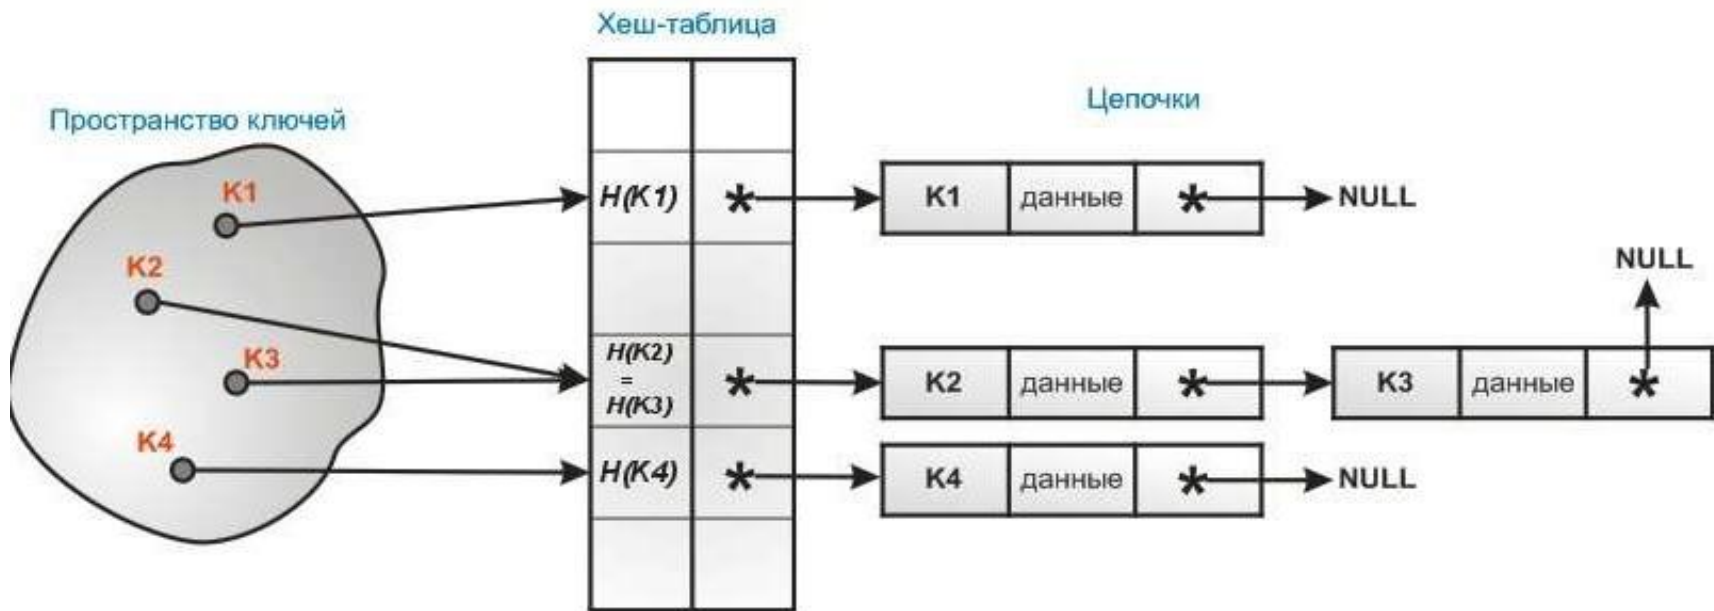 Хеш-таблица
Пространство ключей
Цепочки
K1
H(K1) * K1 данные * NULL
K2
NULL
K3
H(K2)
=
H(K3)
* K2 данные * K3 данные *
K4
H(K4) * K4 данные * NULL